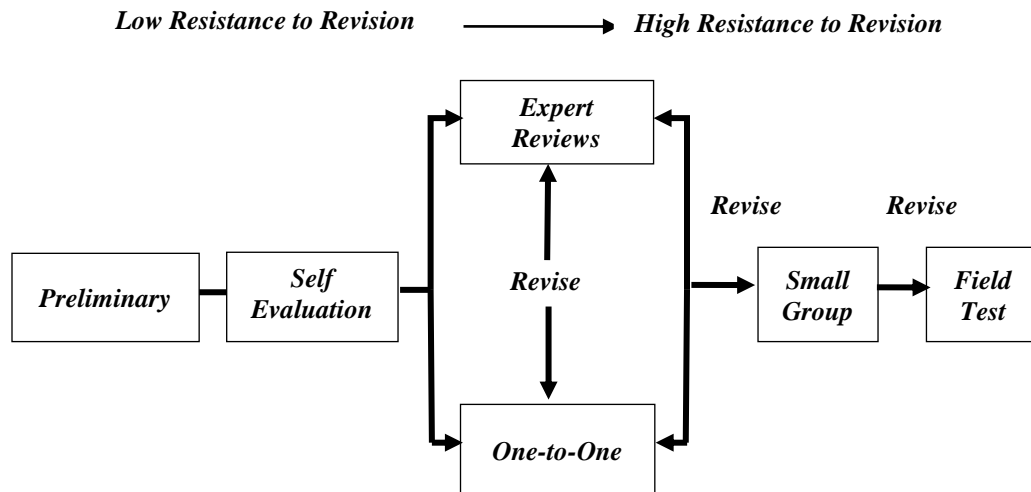 Low Resistance to Revision
High Resistance to Revision
Expert
Reviews
Revise
Revise
Preliminary
Self
Evaluation
Revise
Small
Group
Field
Test
One-to-One